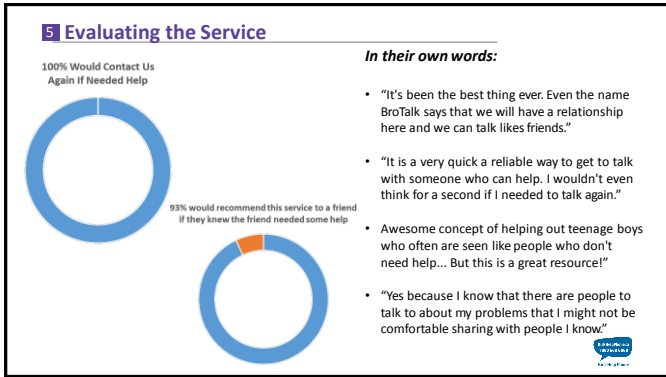 5 Evaluating the Service
100% Would Contact Us
Again If Needed Help
93% would recommend this service to a friend
if they knew the friend needed some help
In their own words:
• “It's been the best thing ever. Even the name
BroTalk says that we will have a relationship
here and we can talk likes friends.”
• “It is a very quick a reliable way to get to talk
with someone who can help. I wouldn't even
think for a second if I needed to talk again.”
• Awesome concept of helping out teenage boys
who often are seen like people who don't
need help... But this is a great resource!”
• “Yes because I know that there are people to
talk to about my problems that I might not be
comfortable sharing with people I know.”
Kids Help Phone